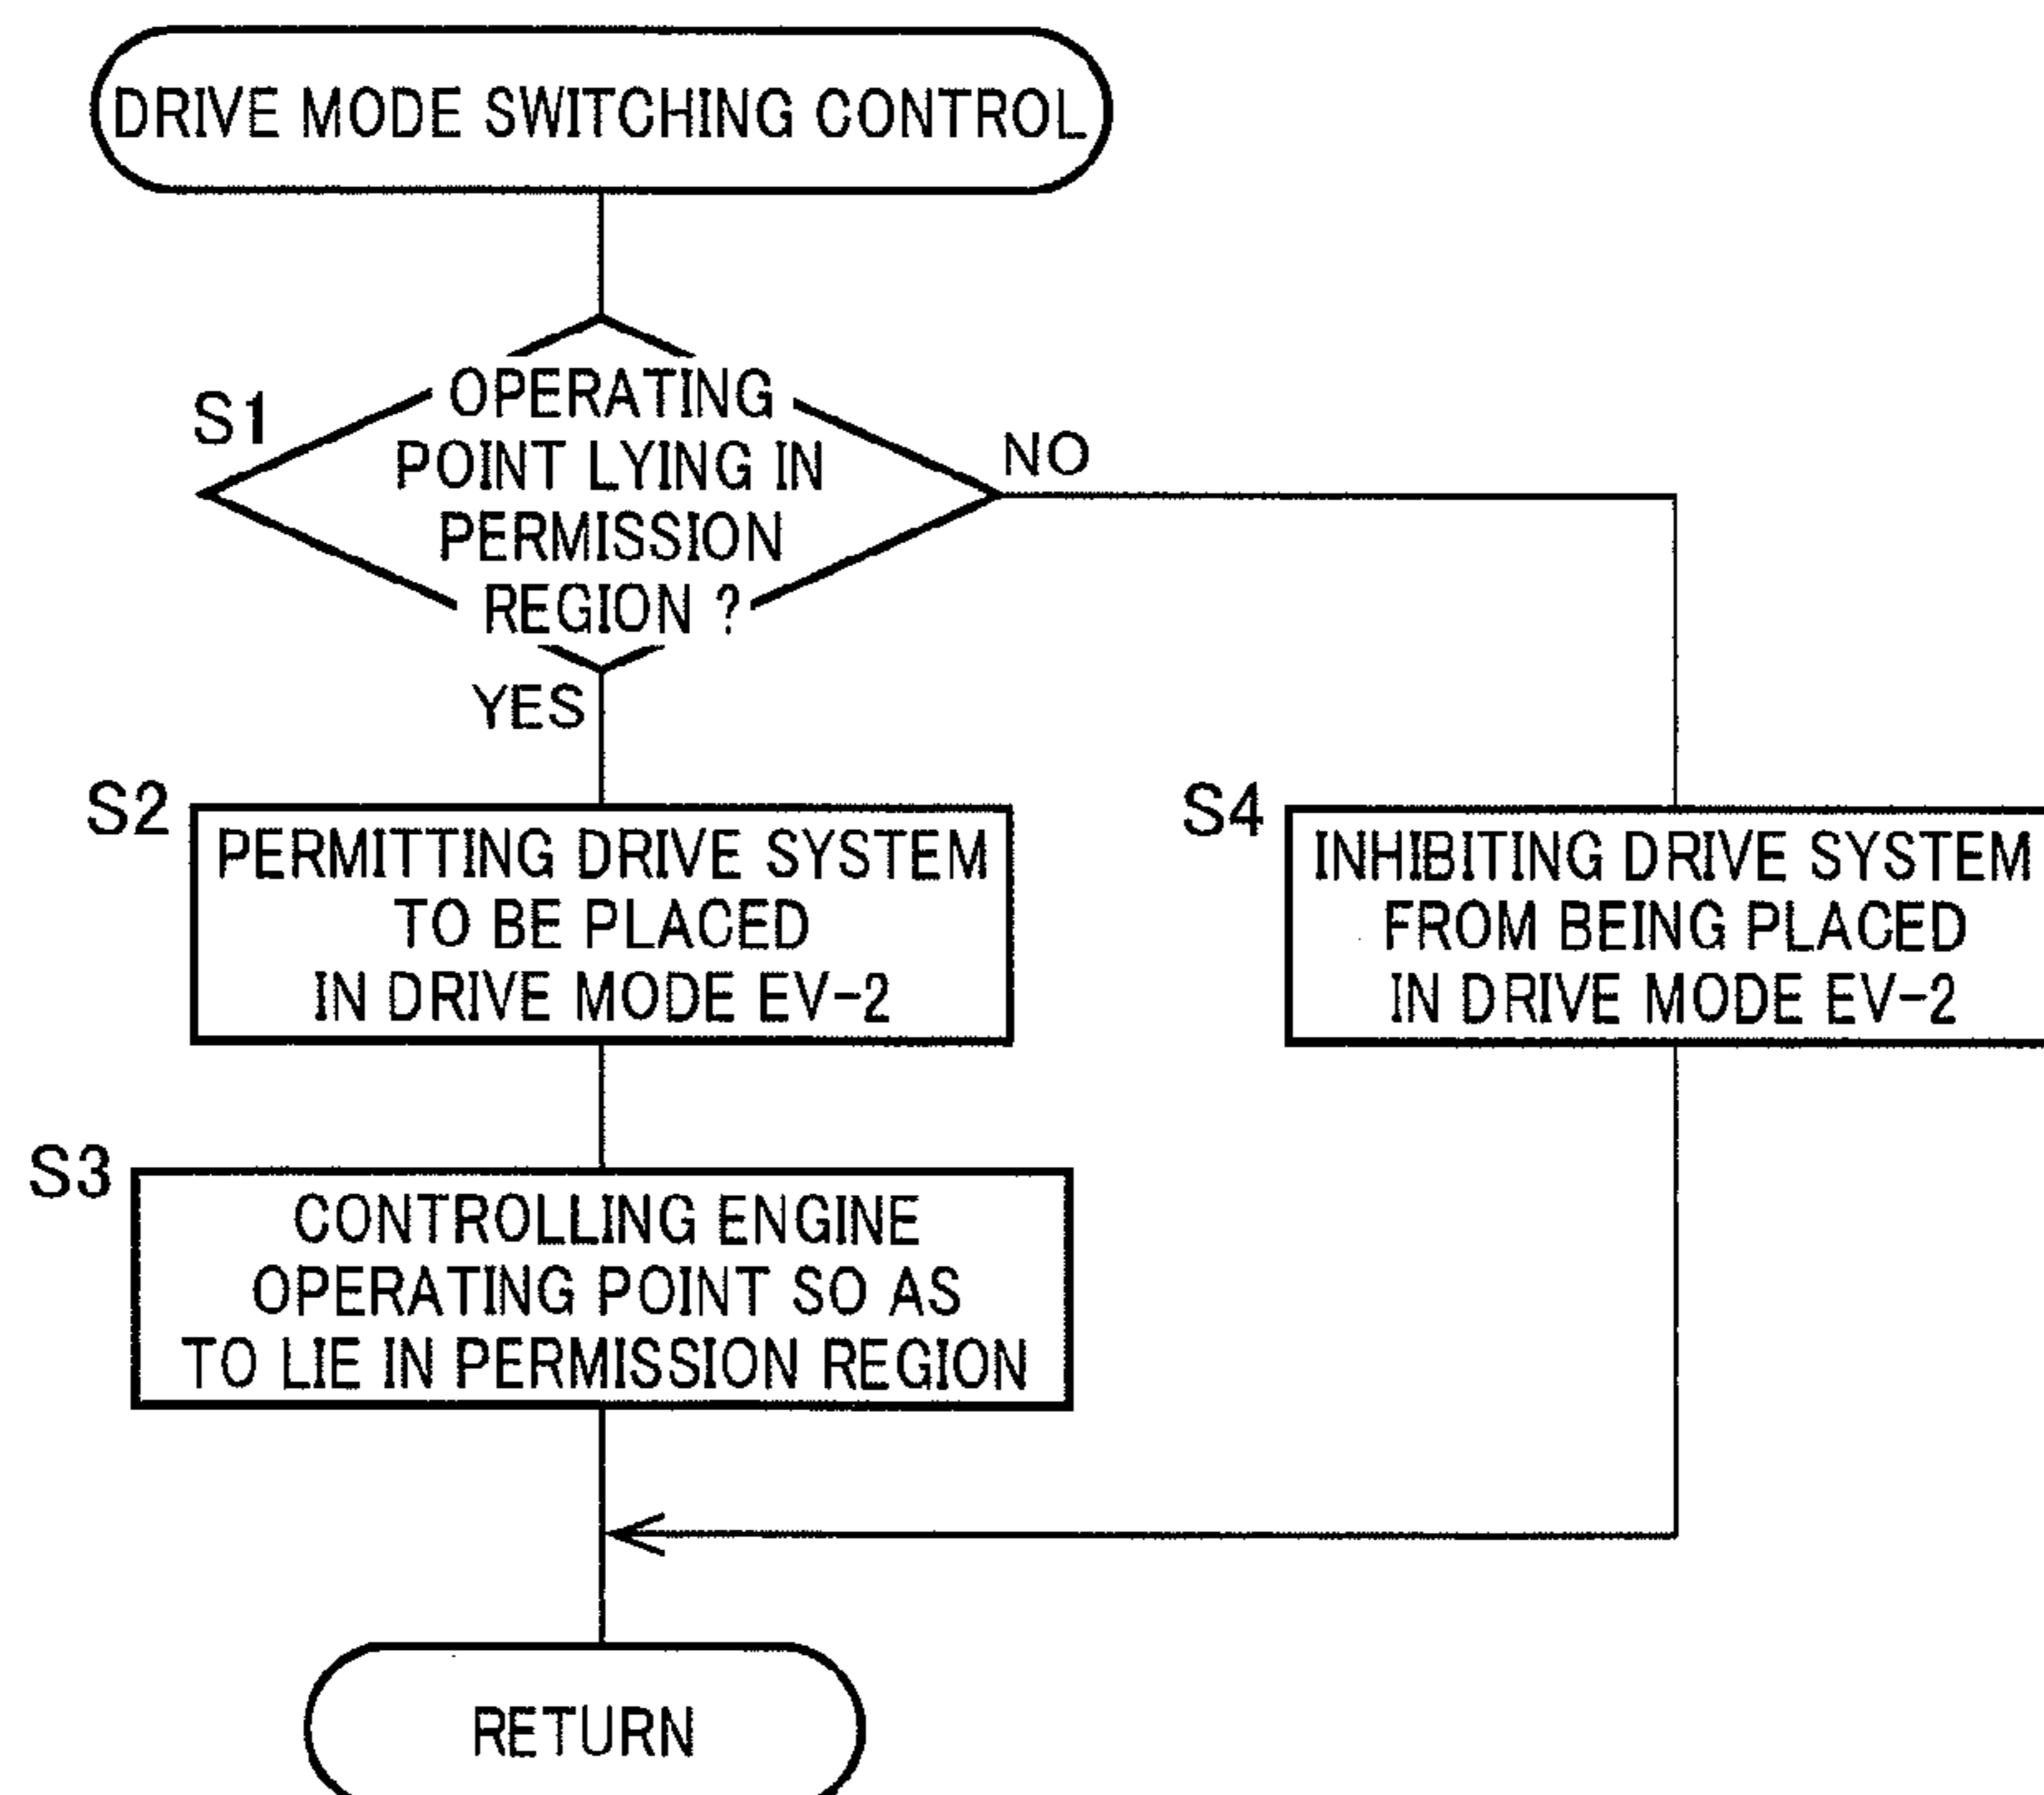 DRIVE MODE SWITCHING CONTROL
S1
OPERATING
POINT LYING IN
PERMISSION
REGION ?
NO
YES
S2
PERMITTING DRIVE SYSTEM
TO BE PLACED
IN DRIVE MODE EV-2
S4
INHIBITING DRIVE SYSTEM
FROM BEING PLACED
IN DRIVE MODE EV-2
S3
CONTROLLING ENGINE
OPERATING POINT SO AS
TO LIE IN PERMISSION REGION
RETURN